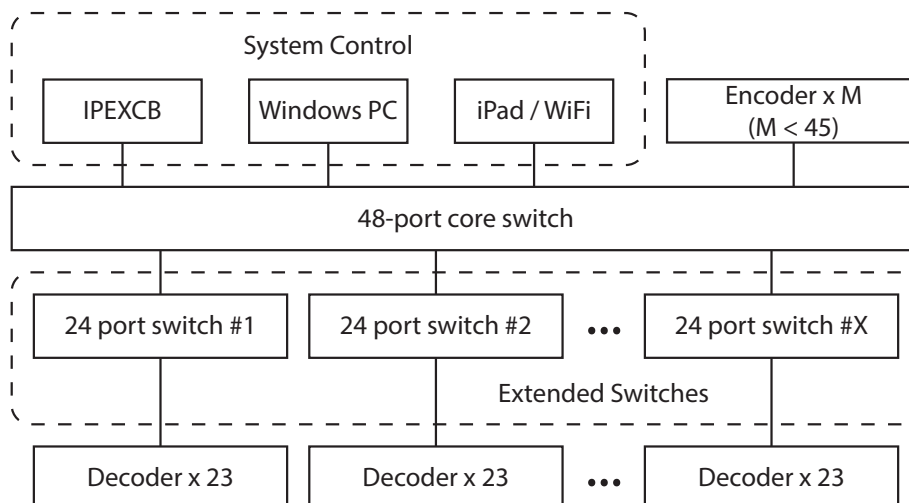 System Control
IPEXCB
Windows PC
iPad / WiFi
Encoder x M
(M < 45)
48-port core switch
24 port switch #1
24 port switch #2
•••
24 port switch #X
Extended Switches
Decoder x 23
Decoder x 23
•••
Decoder x 23